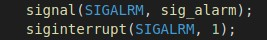 signal(SIGALRM, sig_alarm);
siginterrupt(SIGALRM, 1);